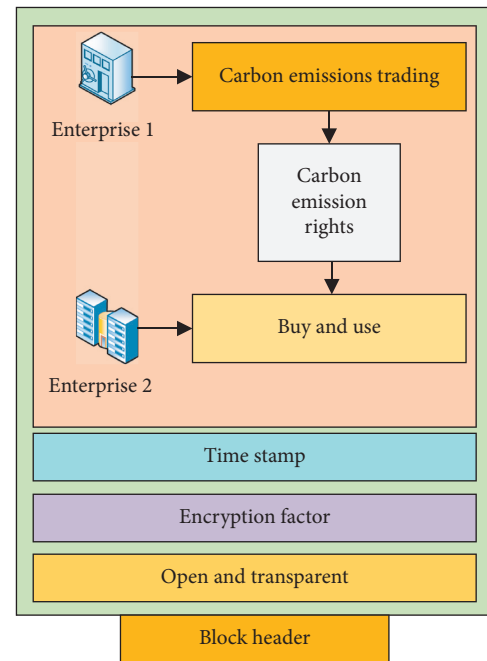 Enterprise 1
Carbon emissions trading
Carbon
emission
rights
Enterprise 2
Buy and use
Time stamp
Encryption factor
Open and transparent
Block header